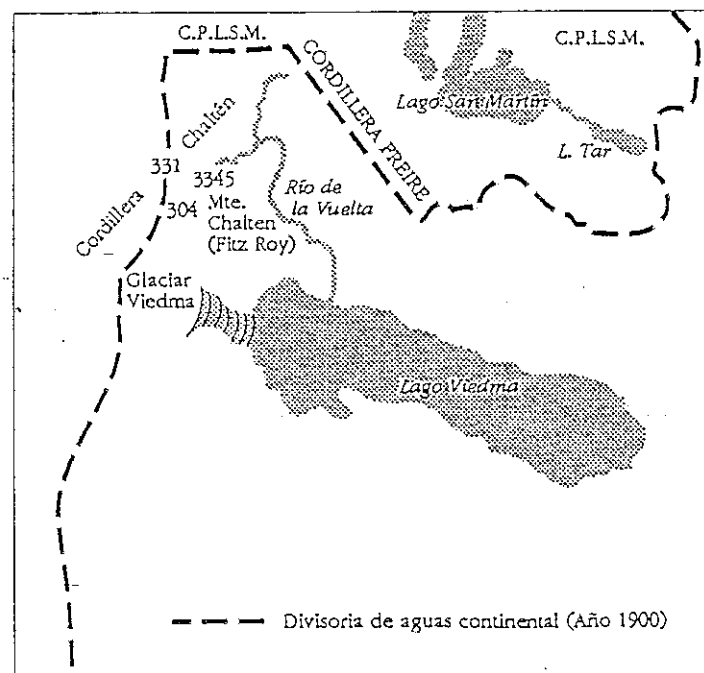 C.P.L.S.M.
C.P.L.S.M.
CORDILLERA FREIRE
Lago San Martín
L. Tar
Chaltén
Cordillera
331
3345
304
Mte.
Chalten
(Fitz Roy)
Río de
la Vuelta
Glaciar
Viedma
Lago Viedma
Divisoria de aguas continental (Año 1900)